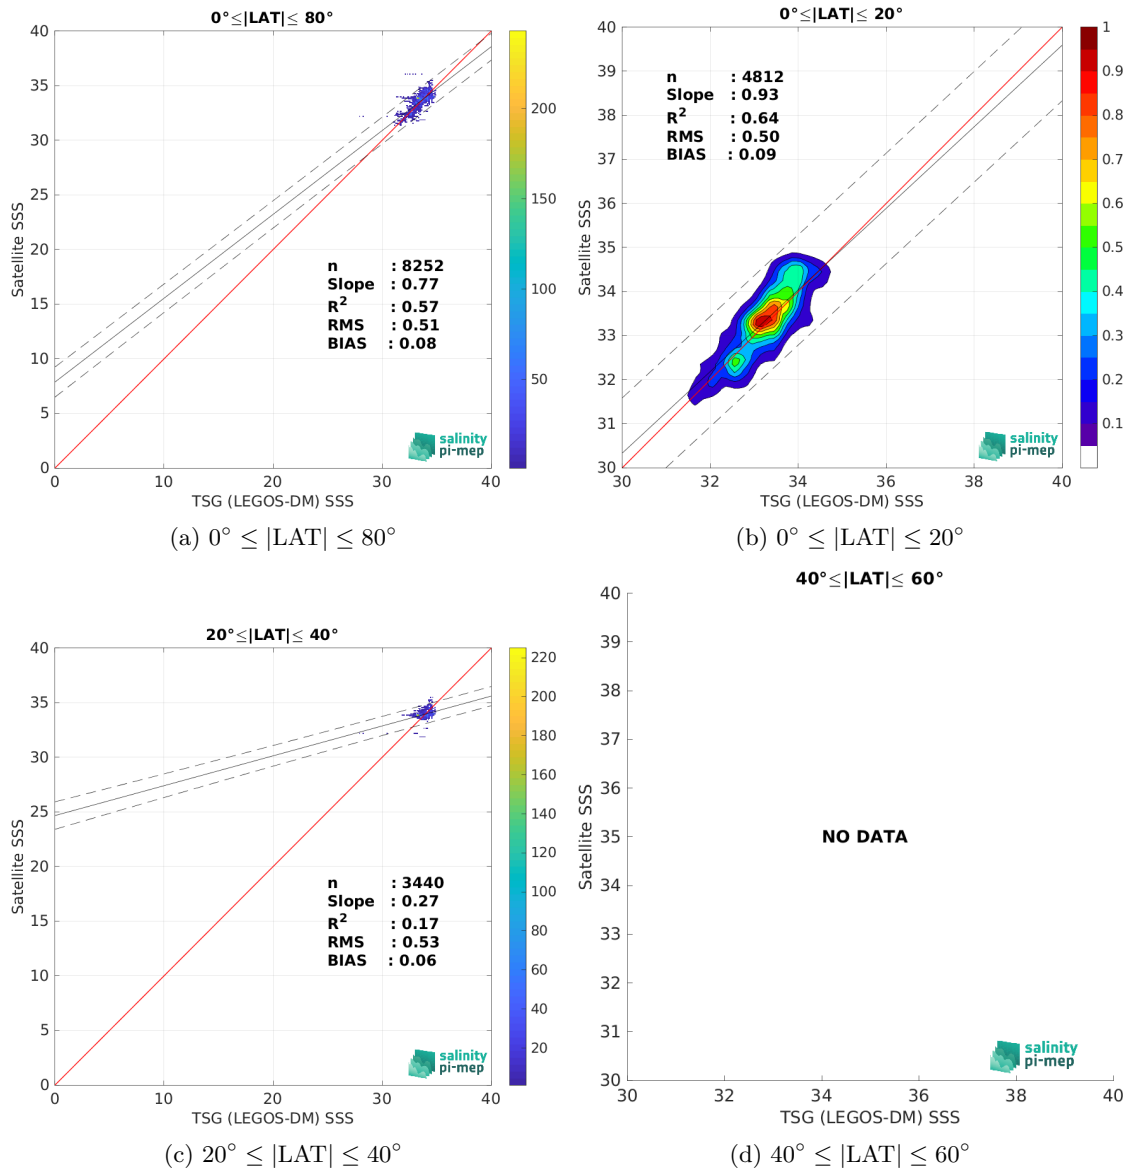 0°≤|LAT|≤ 80°
40
35
30
25
20
15
10
5
0
Satellite SSS
n : 8252
Slope : 0.77
R² : 0.57
RMS : 0.51
BIAS : 0.08
salinity
pi-mep
0 10 20 30 40
TSG (LEGOS-DM) SSS
200
150
100
50
(a) 0° ≤ |LAT| ≤ 80°
0°≤|LAT|≤ 20°
40
39
38
37
36
35
34
33
32
31
30
Satellite SSS
n : 4812
Slope : 0.93
R² : 0.64
RMS : 0.50
BIAS : 0.09
salinity
pi-mep
30 32 34 36 38 40
TSG (LEGOS-DM) SSS
1
0.9
0.8
0.7
0.6
0.5
0.4
0.3
0.2
0.1
(b) 0° ≤ |LAT| ≤ 20°
20°≤|LAT|≤ 40°
40
35
30
25
20
15
10
5
0
Satellite SSS
n : 3440
Slope : 0.27
R² : 0.17
RMS : 0.53
BIAS : 0.06
salinity
pi-mep
0 10 20 30 40
TSG (LEGOS-DM) SSS
220
200
180
160
140
120
100
80
60
40
20
(c) 20° ≤ |LAT| ≤ 40°
40°≤|LAT|≤ 60°
40
39
38
37
36
35
34
33
32
31
30
Satellite SSS
NO DATA
salinity
pi-mep
30 32 34 36 38 40
TSG (LEGOS-DM) SSS
(d) 40° ≤ |LAT| ≤ 60°